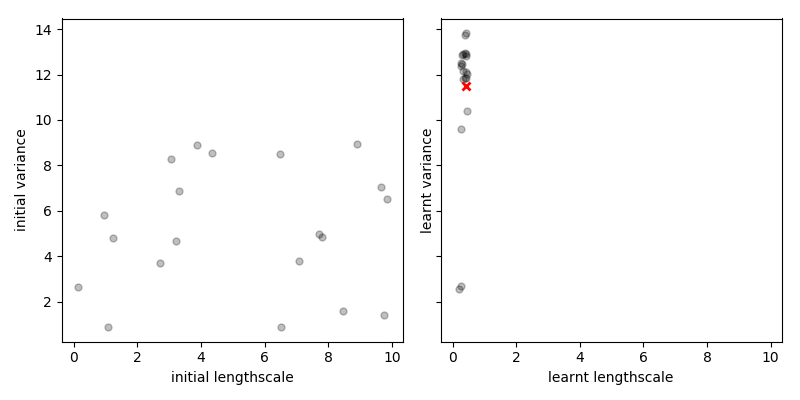 14
12
10
8
6
4
2
initial variance
0 2 4 6 8 10
initial lengthscale
learnt variance
0 2 4 6 8 10
learnt lengthscale